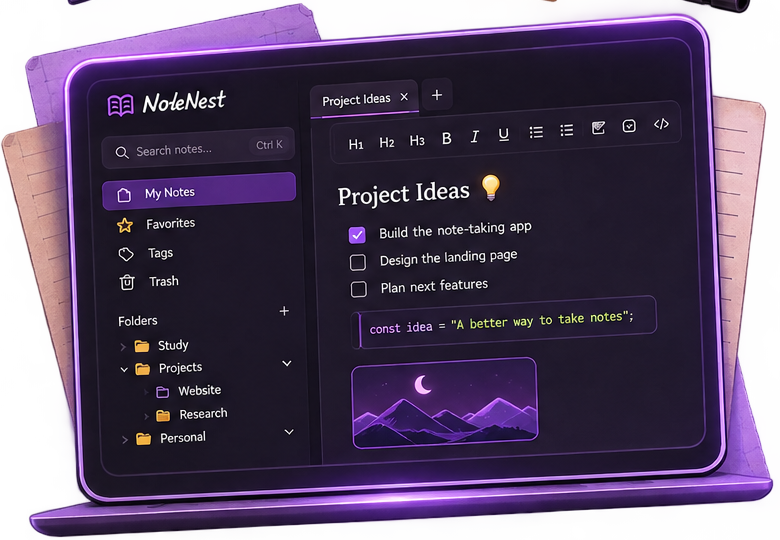 NoteNest
Search notes...
Ctrl K
My Notes
Favorites
Tags
Trash
Folders
+
Study
Projects
Website
Research
Personal
Project Ideas ×
+
H1 H2 H3 B I U </>
Project Ideas 💡
Build the note-taking app
Design the landing page
Plan next features
const idea = "A better way to take notes";